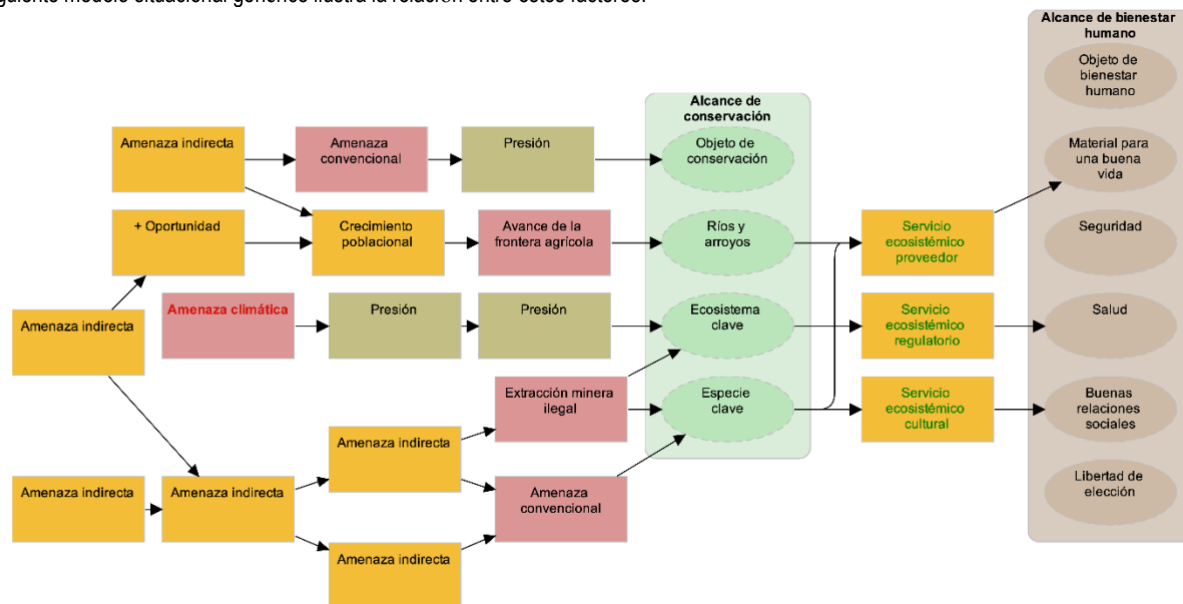 guiente modelo situacional genérico ilustra la relación entre estos factores.
Alcance de bienestar
humano
Objeto de
bienestar
humano
Alcance de
conservación
Amenaza indirecta
Amenaza
convencional
Presión
Objeto de
conservación
Material para
una buena
vida
+ Oportunidad
Crecimiento
poblacional
Avance de la
frontera agrícola
Ríos y
arroyos
Servicio
ecosistémico
proveedor
Seguridad
Amenaza indirecta
Amenaza climática
Presión
Presión
Ecosistema
clave
Servicio
ecosistémico
regulatorio
Salud
Extracción minera
ilegal
Especie
clave
Servicio
ecosistémico
cultural
Buenas
relaciones
sociales
Amenaza indirecta
Amenaza indirecta
Amenaza indirecta
Amenaza
convencional
Libertad de
elección
Amenaza indirecta